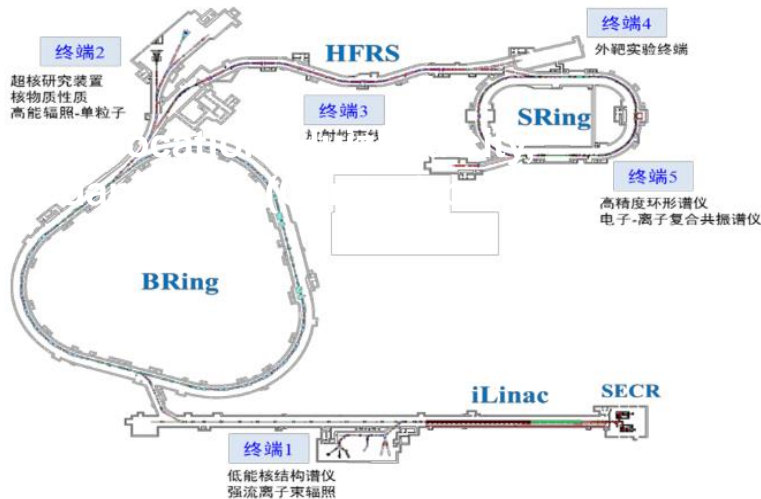 终端2
超核研究装置
核物质性质
高能辐照-单粒子
HFRS
终端3
终端4
外靶实验终端
SRing
终端5
高精度环形谱仪
电子-离子复合共振谱仪
BRing
iLinac
SECR
终端1
低能核结构谱仪
强流离子束辐照